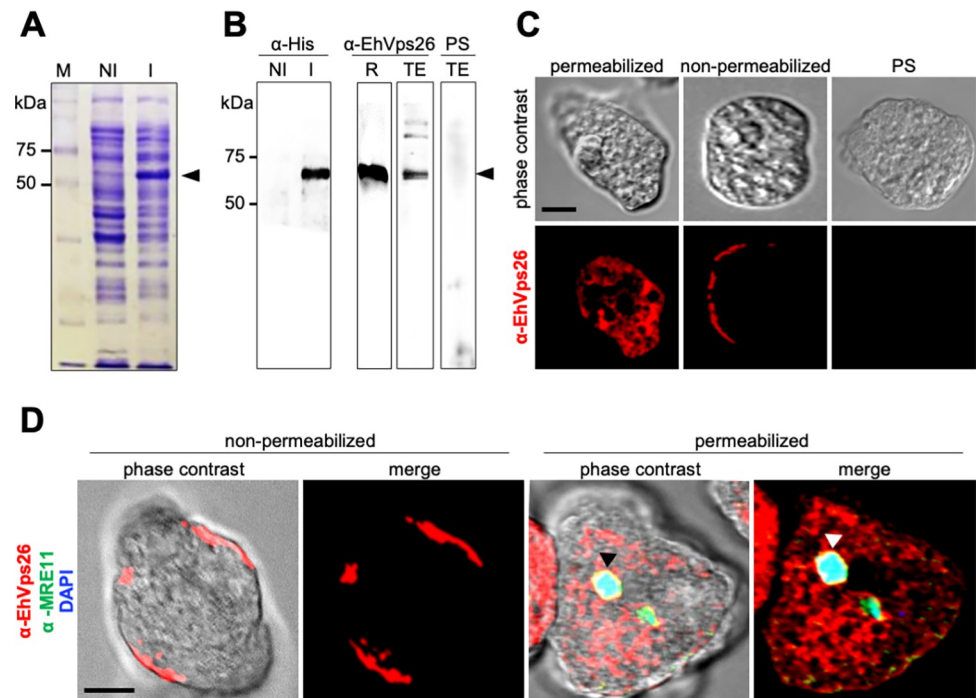 A
M NI I
kDa
75
50
B
α-His α-EhVps26 PS
NI I R TE TE
kDa
75
50
C
permeabilized non-permeabilized PS
phase contrast
α-EhVps26
D
non-permeabilized permeabilized
phase contrast merge phase contrast merge
α-EhVps26
α -MRE11
DAPI